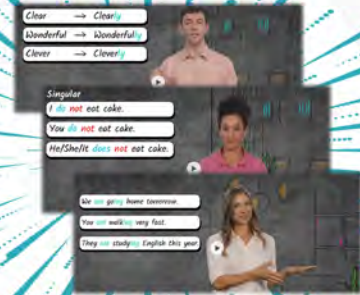 Clear → Clearly
Wonderful → Wonderfully
Clever → Cleverly
Singular
I do not eat cake.
You do not eat cake.
He/She/It does not eat cake.
We are going home tomorrow.
You are walking very fast.
They are studying English this year